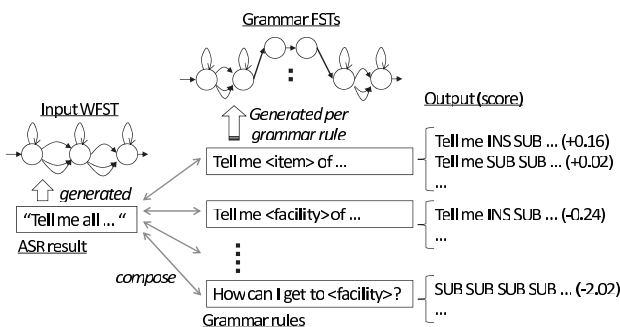 Grammar FSTs
Input WFST
Generated per
grammar rule
Output (score)
generated
Tell me <item> of ...
Tell me INS SUB ... (+0.16)
Tell me SUB SUB ... (+0.02)
...
"Tell me all ... "
ASR result
Tell me <facility> of ...
Tell me INS SUB ... (-0.24)
...
compose
How can I get to <facility>?
SUB SUB SUB SUB ... (-2.02)
...
Grammar rules